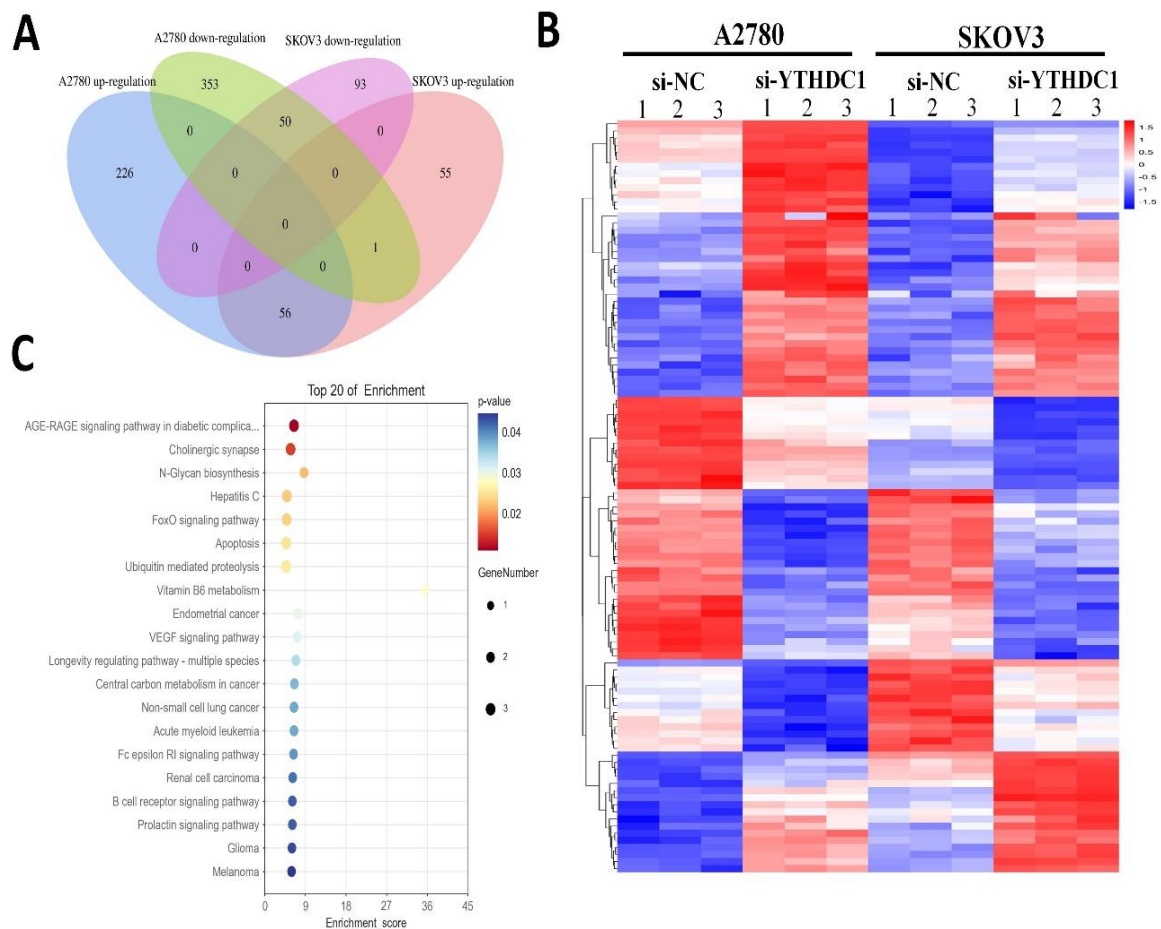 A
A2780 down-regulation
SKOV3 down-regulation
A2780 up-regulation
SKOV3 up-regulation
353
93
0
50
0
226
0
0
55
0
0
1
0
0
56
B
A2780 SKOV3
si-NC si-YTHDC1 si-NC si-YTHDC1
1 2 3 1 2 3 1 2 3 1 2 3
1.5
1
0.5
0
-0.5
-1
-1.5
C
Top 20 of Enrichment
AGE-RAGE signaling pathway in diabetic complica...
Cholinergic synapse
N-Glycan biosynthesis
Hepatitis C
FoxO signaling pathway
Apoptosis
Ubiquitin mediated proteolysis
Vitamin B6 metabolism
Endometrial cancer
VEGF signaling pathway
Longevity regulating pathway - multiple species
Central carbon metabolism in cancer
Non-small cell lung cancer
Acute myeloid leukemia
Fc epsilon RI signaling pathway
Renal cell carcinoma
B cell receptor signaling pathway
Prolactin signaling pathway
Glioma
Melanoma
0 9 18 27 36 45
Enrichment score
p-value
0.04
0.03
0.02
GeneNumber
1
2
3